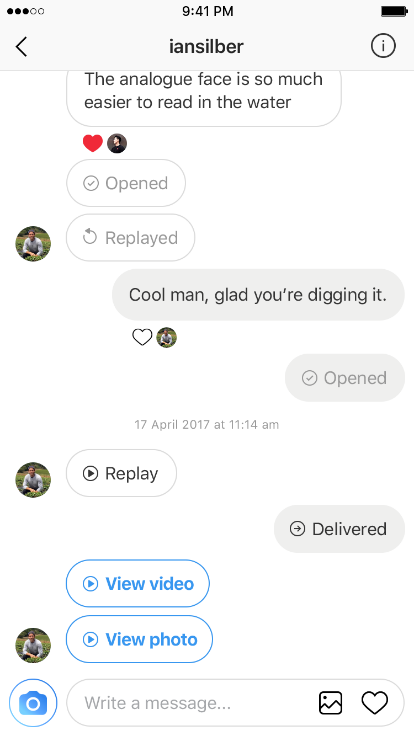 9:41 PM
iansilber
The analogue face is so much
easier to read in the water
Opened
Replayed
Cool man, glad you’re digging it.
Opened
17 April 2017 at 11:14 am
Replay
Delivered
View video
View photo
Write a message...